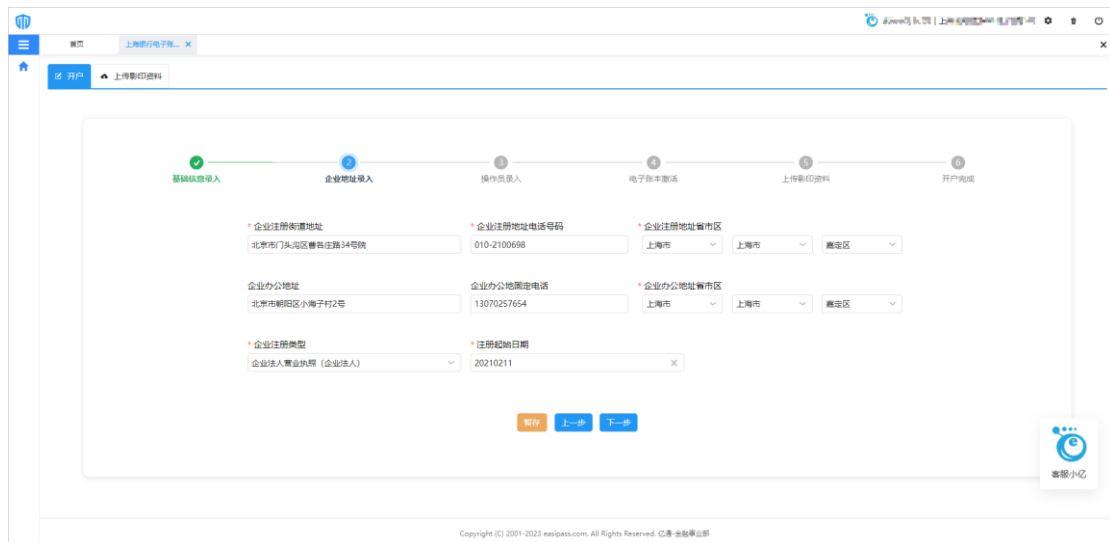 首页
上海银行电子账... ×
开户
上传影印资料
基础信息录入
2 企业地址录入
3 操作员录入
4 电子账本激活
5 上传影印资料
6 开户完成
* 企业注册街道地址
* 企业注册地址电话号码
* 企业注册地址省市区
北京市门头沟区曹各庄路34号院
010-2100698
上海市 上海市 嘉定区
企业办公地址
企业办公地固定电话
* 企业办公地址省市区
北京市朝阳区小海子村2号
13070257654
上海市 上海市 嘉定区
* 企业注册类型
* 注册起始日期
企业法人营业执照（企业法人）
20210211
暂存 上一步 下一步
e
客服小亿
Copyright (C) 2001-2023 easipass.com. All Rights Reserved. 亿通-金融事业部